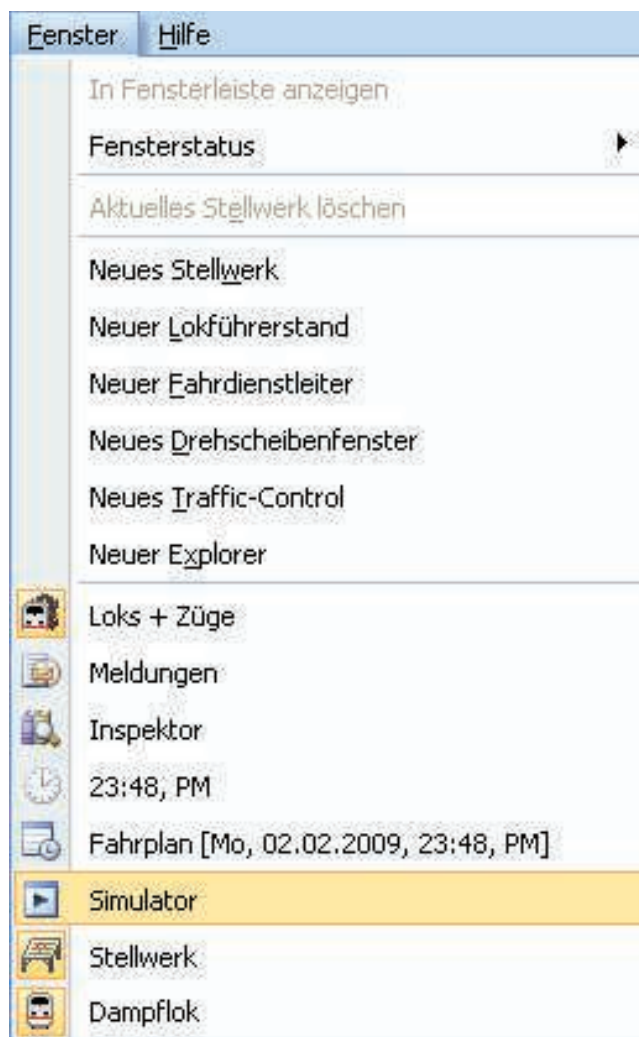 Fenster Hilfe
In Fensterleiste anzeigen
Fensterstatus
Aktuelles Stellwerk löschen
Neues Stellwerk
Neuer Lokführerstand
Neuer Fahrdienstleiter
Neues Drehscheibenfenster
Neues Traffic-Control
Neuer Explorer
Loks + Züge
Meldungen
Inspektor
23:48, PM
Fahrplan [Mo, 02.02.2009, 23:48, PM]
Simulator
Stellwerk
Dampflok